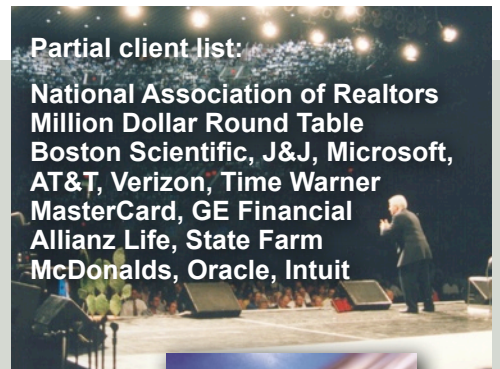 Partial client list:
National Association of Realtors
Million Dollar Round Table
Boston Scientific, J&J, Microsoft,
AT&T, Verizon, Time Warner
MasterCard, GE Financial
Allianz Life, State Farm
McDonalds, Oracle, Intuit